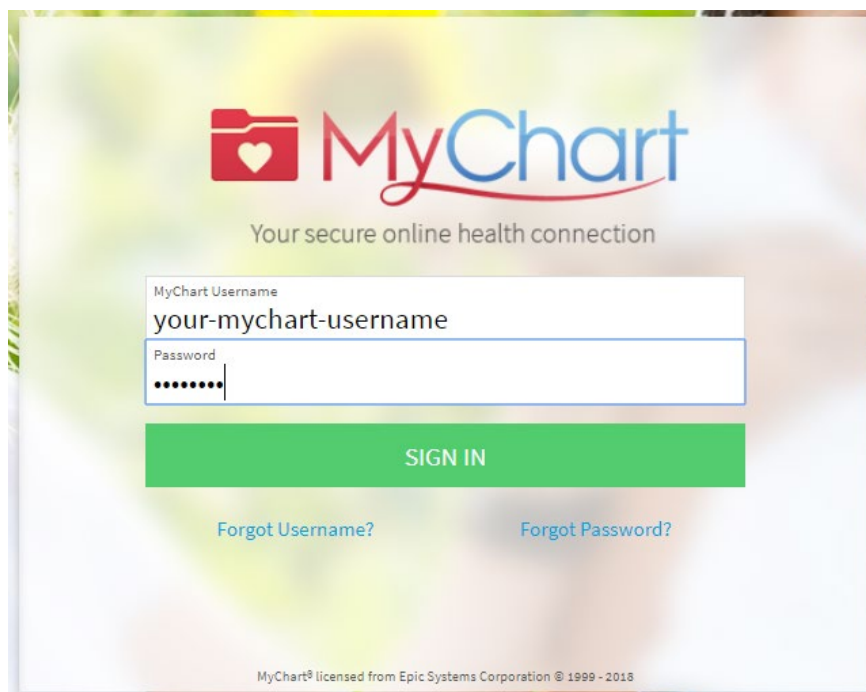 MyChart
Your secure online health connection
MyChart Username
your-mychart-username
Password
••••••••
SIGN IN
Forgot Username? Forgot Password?
MyChart® licensed from Epic Systems Corporation © 1999 - 2018